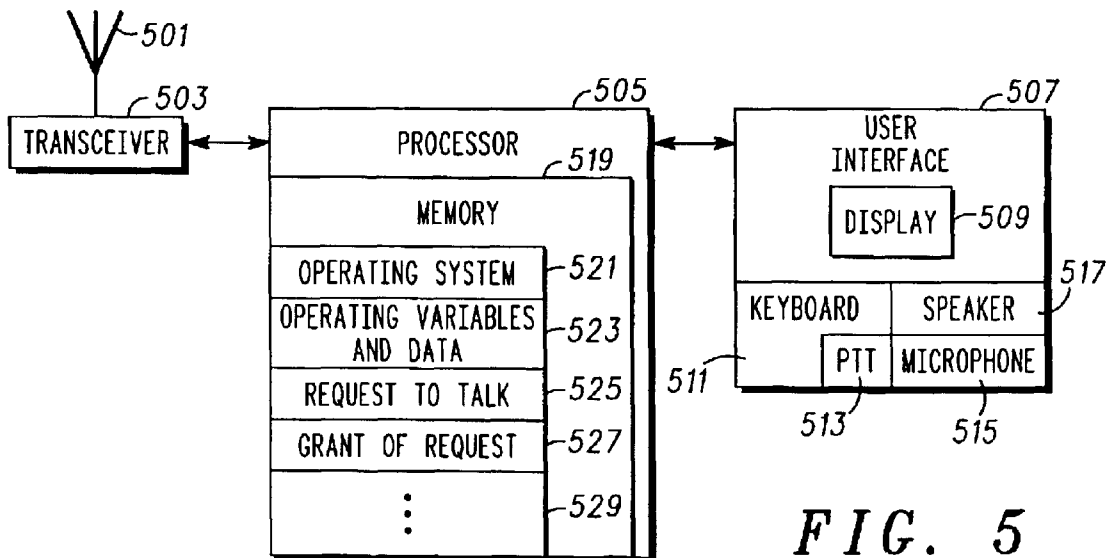 501
503
TRANSCEIVER
505
PROCESSOR
519
MEMORY
OPERATING SYSTEM
521
OPERATING VARIABLES
AND DATA
523
REQUEST TO TALK
525
GRANT OF REQUEST
527
529
507
USER
INTERFACE
DISPLAY
509
517
KEYBOARD
SPEAKER
511
PTT
MICROPHONE
513
515
FIG. 5